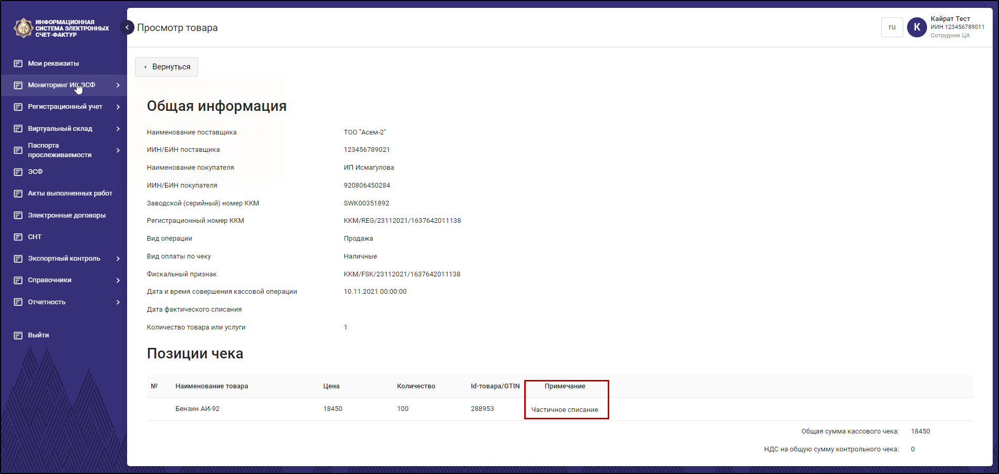 ИНФОРМАЦИОННАЯ
СИСТЕМА ЭЛЕКТРОННЫХ
СЧЕТ-ФАКТУР
Просмотр товара
ru
К
Кайрат Тест
ИИН 123456789011
Сотрудник ЦА
Мои реквизиты
Мониторинг ИС ЭСФ
Регистрационный учет
Виртуальный склад
Паспорта
прослеживаемости
ЭСФ
Акты выполненных работ
Электронные договоры
СНТ
Экспортный контроль
Справочники
Отчетность
Выйти
Вернуться
Общая информация
Наименование поставщика ТОО "Асем-2"
ИИН/БИН поставщика 123456789021
Наименование покупателя ИП Исмагулова
ИИН/БИН покупателя 920806450284
Заводской (серийный) номер ККМ SWK00351892
Регистрационный номер ККМ KKM/REG/23112021/1637642011138
Вид операции Продажа
Вид оплаты по чеку Наличные
Фискальный признак KKM/FSK/23112021/1637642011138
Дата и время совершения кассовой операции 10.11.2021 00:00:00
Дата фактического списания
Количество товара или услуги 1
Позиции чека
№ Наименование товара Цена Количество Id-товара/GTIN Примечание
Бензин АИ-92 18450 100 288953 Частичное списание
Общая сумма кассового чека: 18450
НДС на общую сумму контрольного чека: 0